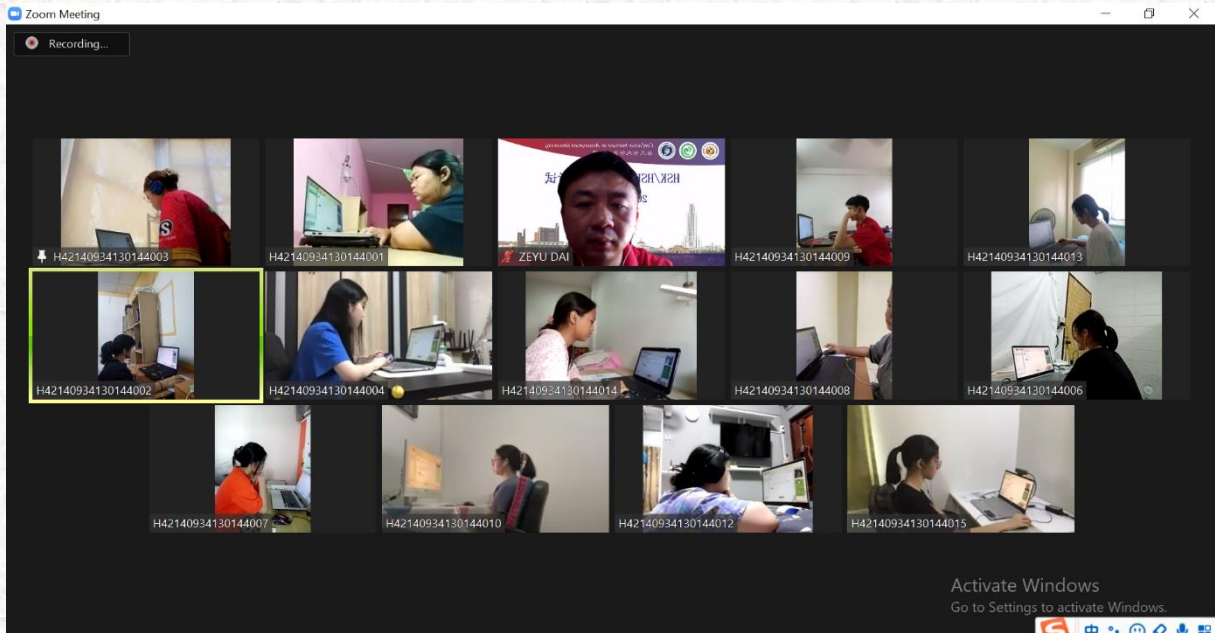 Zoom Meeting
Recording...
H42140934130144003
H42140934130144001
ZEYU DAI
H42140934130144009
H42140934130144013
H42140934130144002
H42140934130144004
H42140934130144014
H42140934130144008
H42140934130144006
H42140934130144007
H42140934130144010
H42140934130144012
H42140934130144015
Activate Windows
Go to Settings to activate Windows.
中